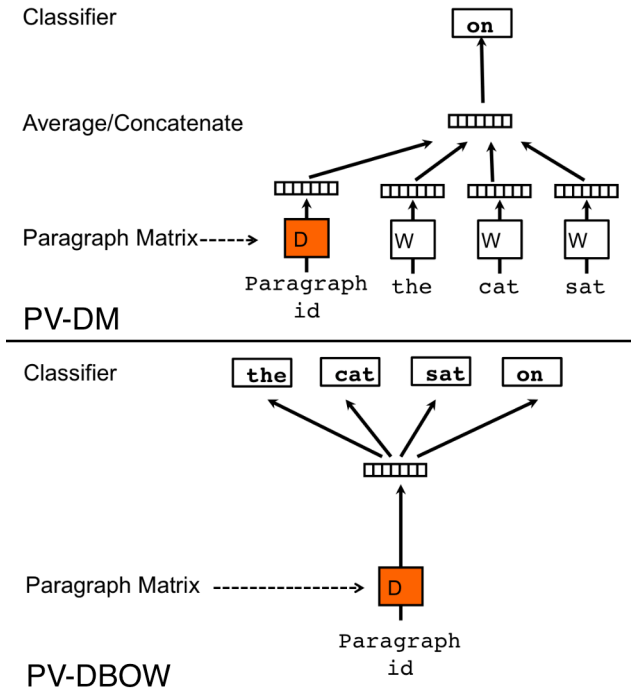 Classifier
on
Average/Concatenate
Paragraph Matrix
D
W
W
W
Paragraph
id
the
cat
sat
PV-DM
Classifier
the
cat
sat
on
Paragraph Matrix
D
Paragraph
id
PV-DBOW